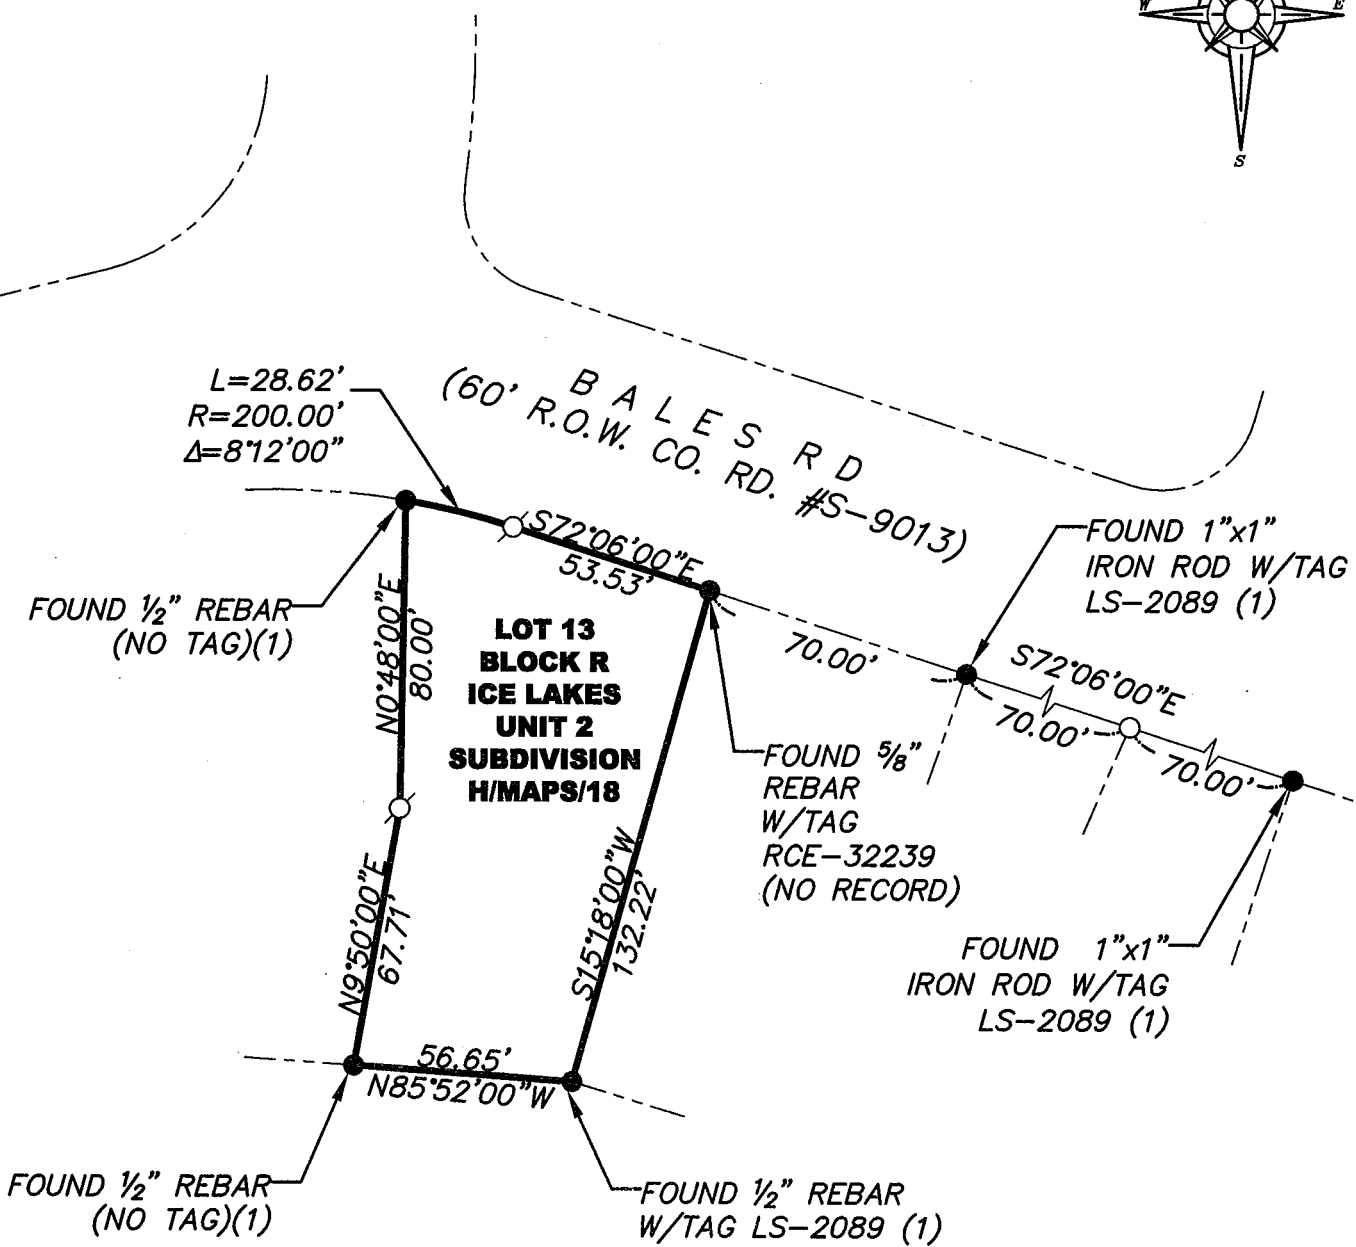 W
E
S
L=28.62'
R=200.00'
Δ=8°12'00"
B A L E S R D
(60' R.O.W. CO. RD. #S-9013)
S72°06'00"E
53.53'
FOUND 1"x1"
IRON ROD W/TAG
LS-2089 (1)
FOUND ½" REBAR
(NO TAG)(1)
N0°48'00"E
80.00'
LOT 13
BLOCK R
ICE LAKES
UNIT 2
SUBDIVISION
H/MAPS/18
70.00'
S72°06'00"E
70.00'
70.00'
FOUND ⅝"
REBAR
W/TAG
RCE-32239
(NO RECORD)
N9°50'00"E
67.71'
S15°18'00"W
132.22'
FOUND 1"x1"
IRON ROD W/TAG
LS-2089 (1)
56.65'
N85°52'00"W
FOUND ½" REBAR
(NO TAG)(1)
FOUND ½" REBAR
W/TAG LS-2089 (1)